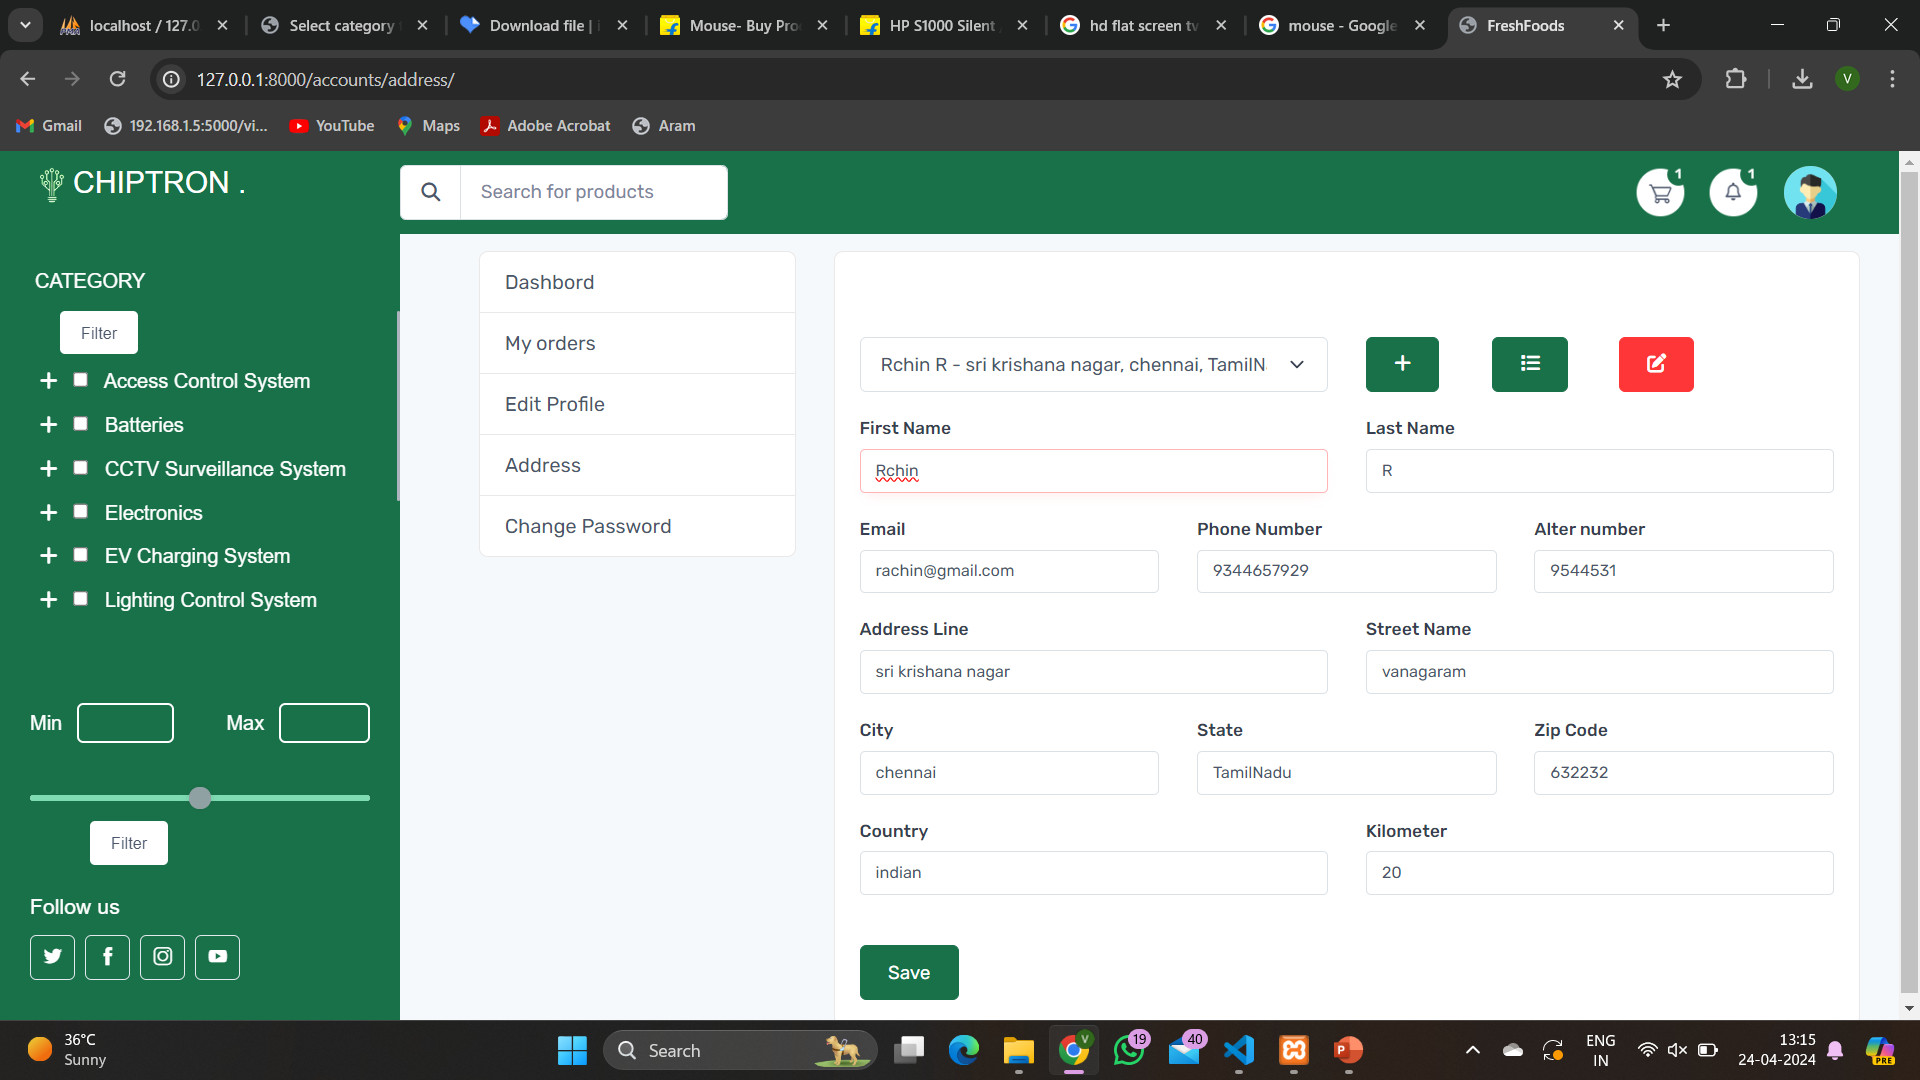 localhost / 127.0
Select category
Download file | i
Mouse- Buy Pro
HP S1000 Silent
hd flat screen tv
mouse - Google
FreshFoods
127.0.0.1:8000/accounts/address/
Gmail
192.168.1.5:5000/vi...
YouTube
Maps
Adobe Acrobat
Aram
CHIPTRON .
Search for products
1
1
CATEGORY
Filter
Access Control System
Batteries
CCTV Surveillance System
Electronics
EV Charging System
Lighting Control System
Min
Max
Filter
Follow us
Dashbord
My orders
Edit Profile
Address
Change Password
Rchin R - sri krishana nagar, chennai, TamilN
First Name
Last Name
Rchin
R
Email
Phone Number
Alter number
rachin@gmail.com
9344657929
9544531
Address Line
Street Name
sri krishana nagar
vanagaram
City
State
Zip Code
chennai
TamilNadu
632232
Country
Kilometer
indian
20
Save
36°C
Sunny
Search
V
19
40
P
ENG
IN
13:15
24-04-2024
PRE
V